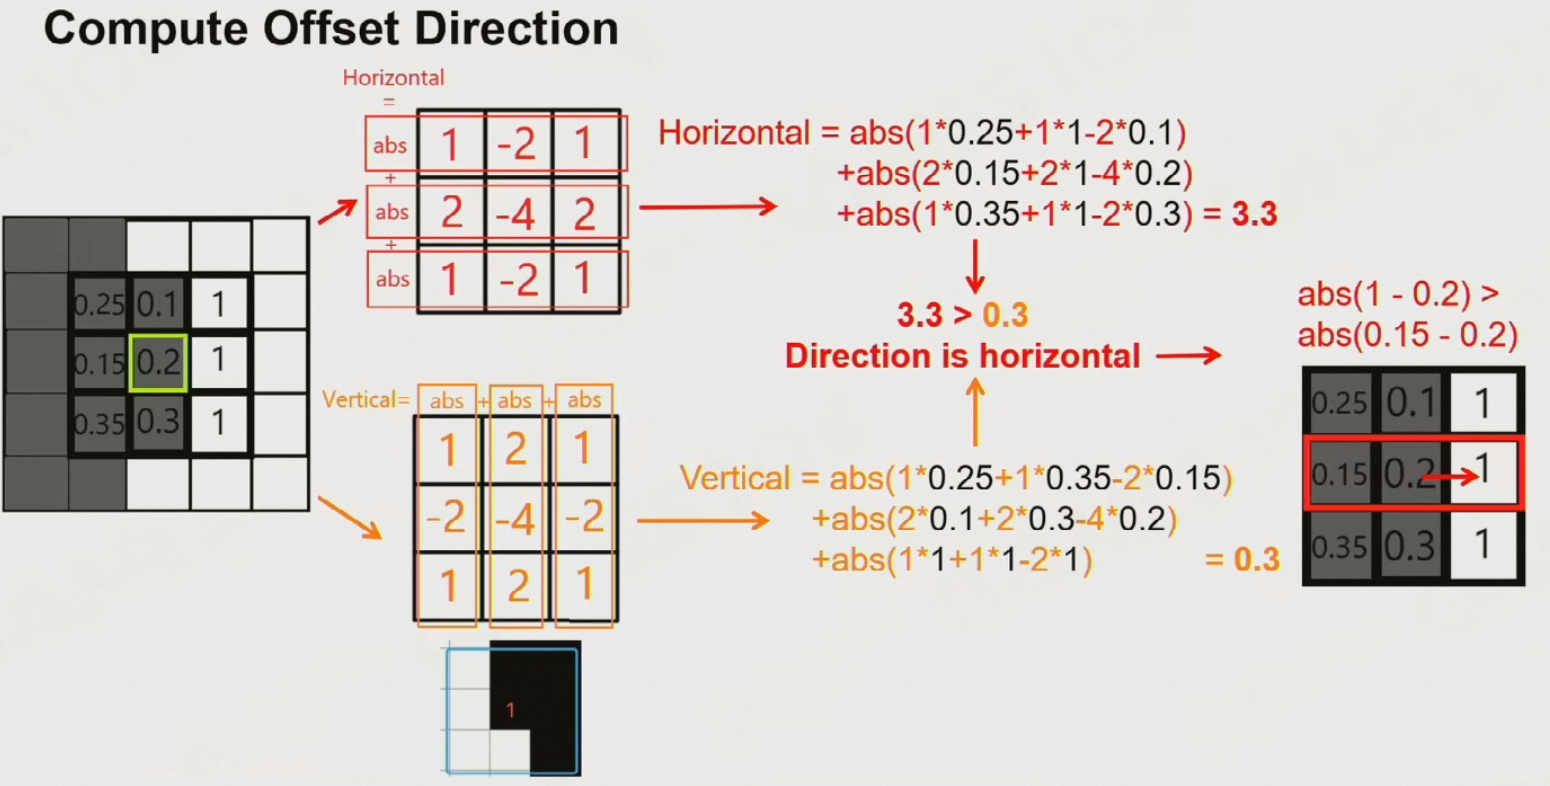 Compute Offset Direction
Horizontal
=
abs 1 -2 1
+
abs 2 -4 2
+
abs 1 -2 1
Horizontal = abs(1*0.25+1*1-2*0.1)
+abs(2*0.15+2*1-4*0.2)
+abs(1*0.35+1*1-2*0.3) = 3.3
0.25 0.1 1
0.15 0.2 1
0.35 0.3 1
3.3 > 0.3
Direction is horizontal
Vertical= abs + abs + abs
1 2 1
-2 -4 -2
1 2 1
Vertical = abs(1*0.25+1*0.35-2*0.15)
+abs(2*0.1+2*0.3-4*0.2)
+abs(1*1+1*1-2*1) = 0.3
abs(1 - 0.2) >
abs(0.15 - 0.2)
0.25 0.1 1
0.15 0.2 1
0.35 0.3 1
1